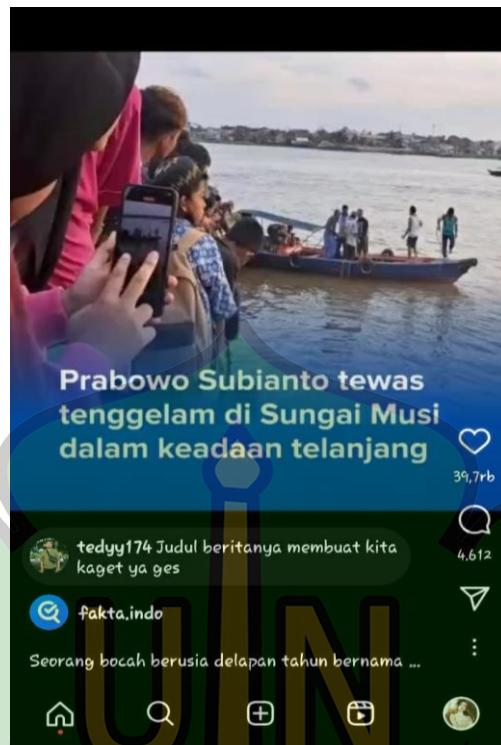 Prabowo Subianto tewas
tenggelam di Sungai Musi
dalam keadaan telanjang
39,7rb
tedyy174 Judul beritanya membuat kita
kaget ya ges
4.612
fakta.indo
Seorang bocah berusia delapan tahun bernama ...
UIN